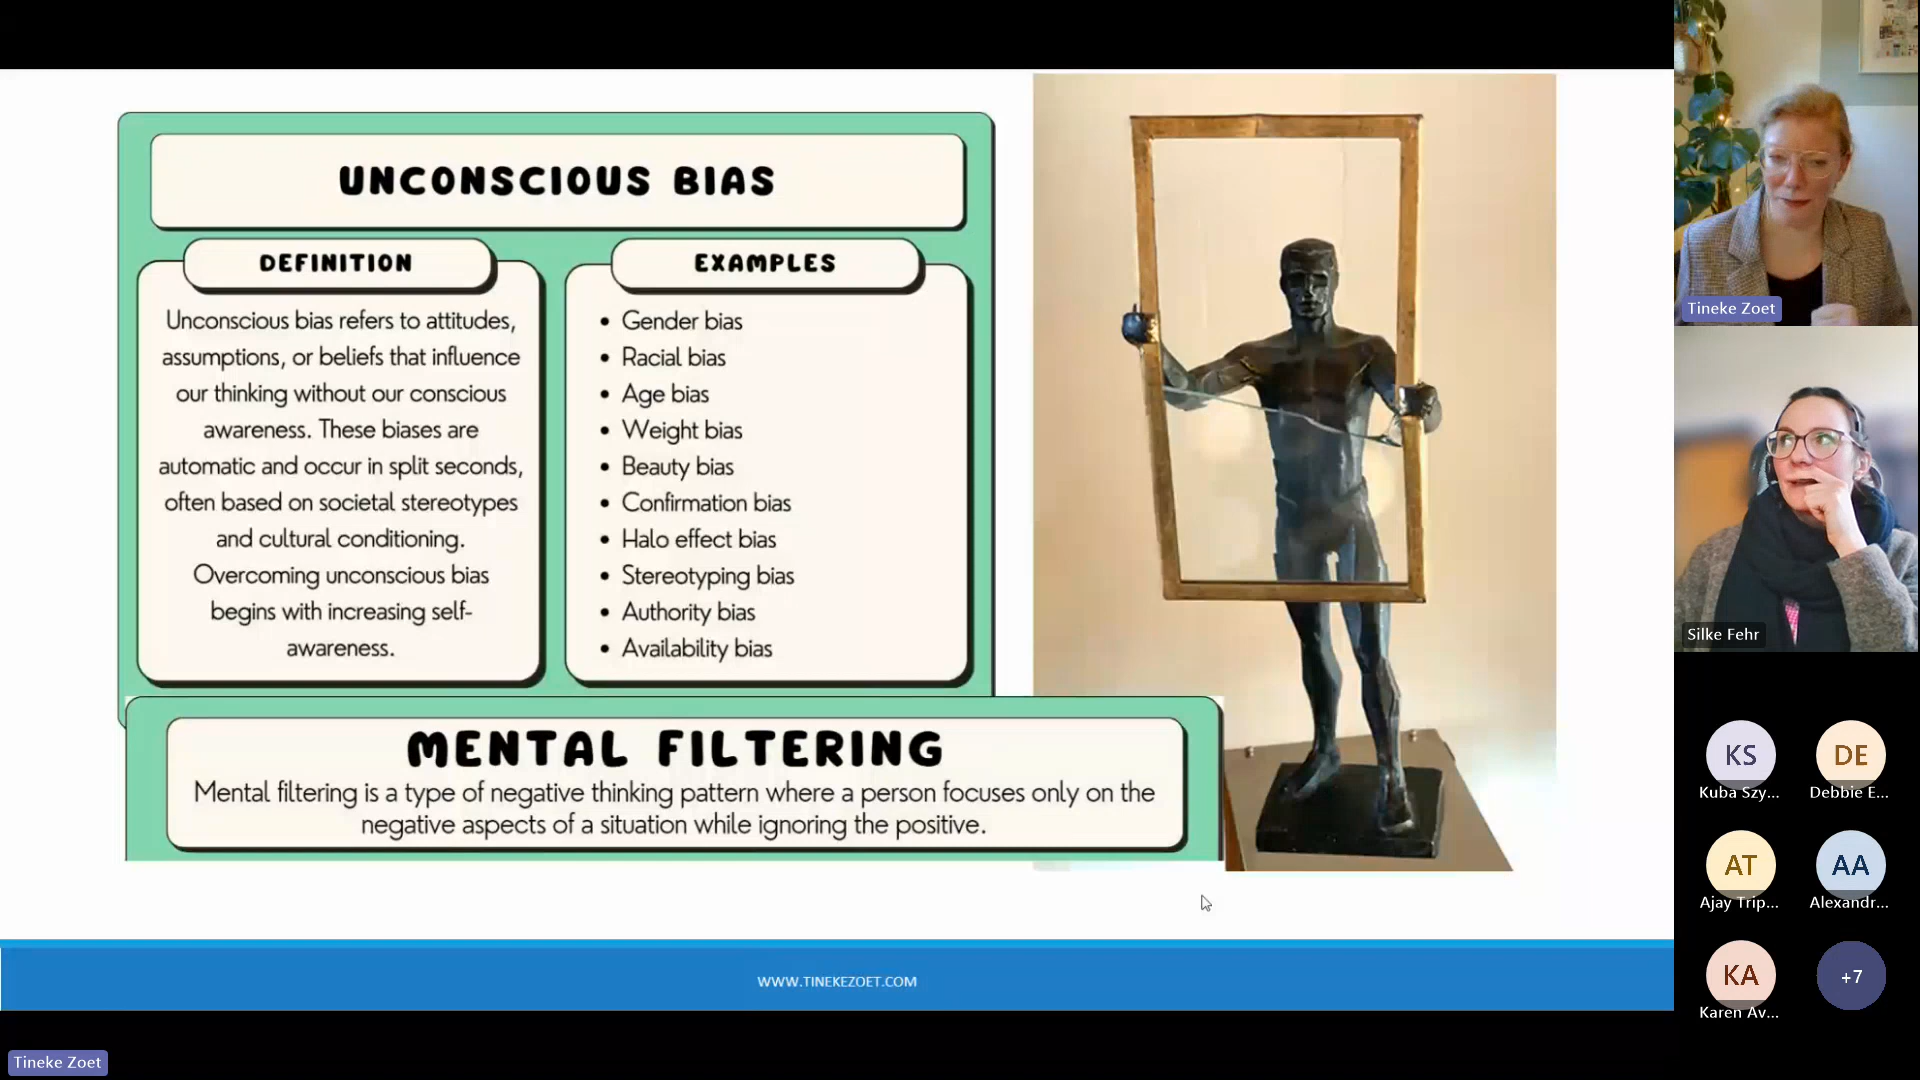 UNCONSCIOUS BIAS
DEFINITION
Unconscious bias refers to attitudes,
assumptions, or beliefs that influence
our thinking without our conscious
awareness. These biases are
automatic and occur in split seconds,
often based on societal stereotypes
and cultural conditioning.
Overcoming unconscious bias
begins with increasing self-
awareness.
EXAMPLES
• Gender bias
• Racial bias
• Age bias
• Weight bias
• Beauty bias
• Confirmation bias
• Halo effect bias
• Stereotyping bias
• Authority bias
• Availability bias
MENTAL FILTERING
Mental filtering is a type of negative thinking pattern where a person focuses only on the
negative aspects of a situation while ignoring the positive.
WWW.TINEKEZOET.COM
Tineke Zoet
Tineke Zoet
Silke Fehr
KS
Kuba Szy...
DE
Debbie E...
AT
Ajay Trip...
AA
Alexandr...
KA
Karen Av...
+7